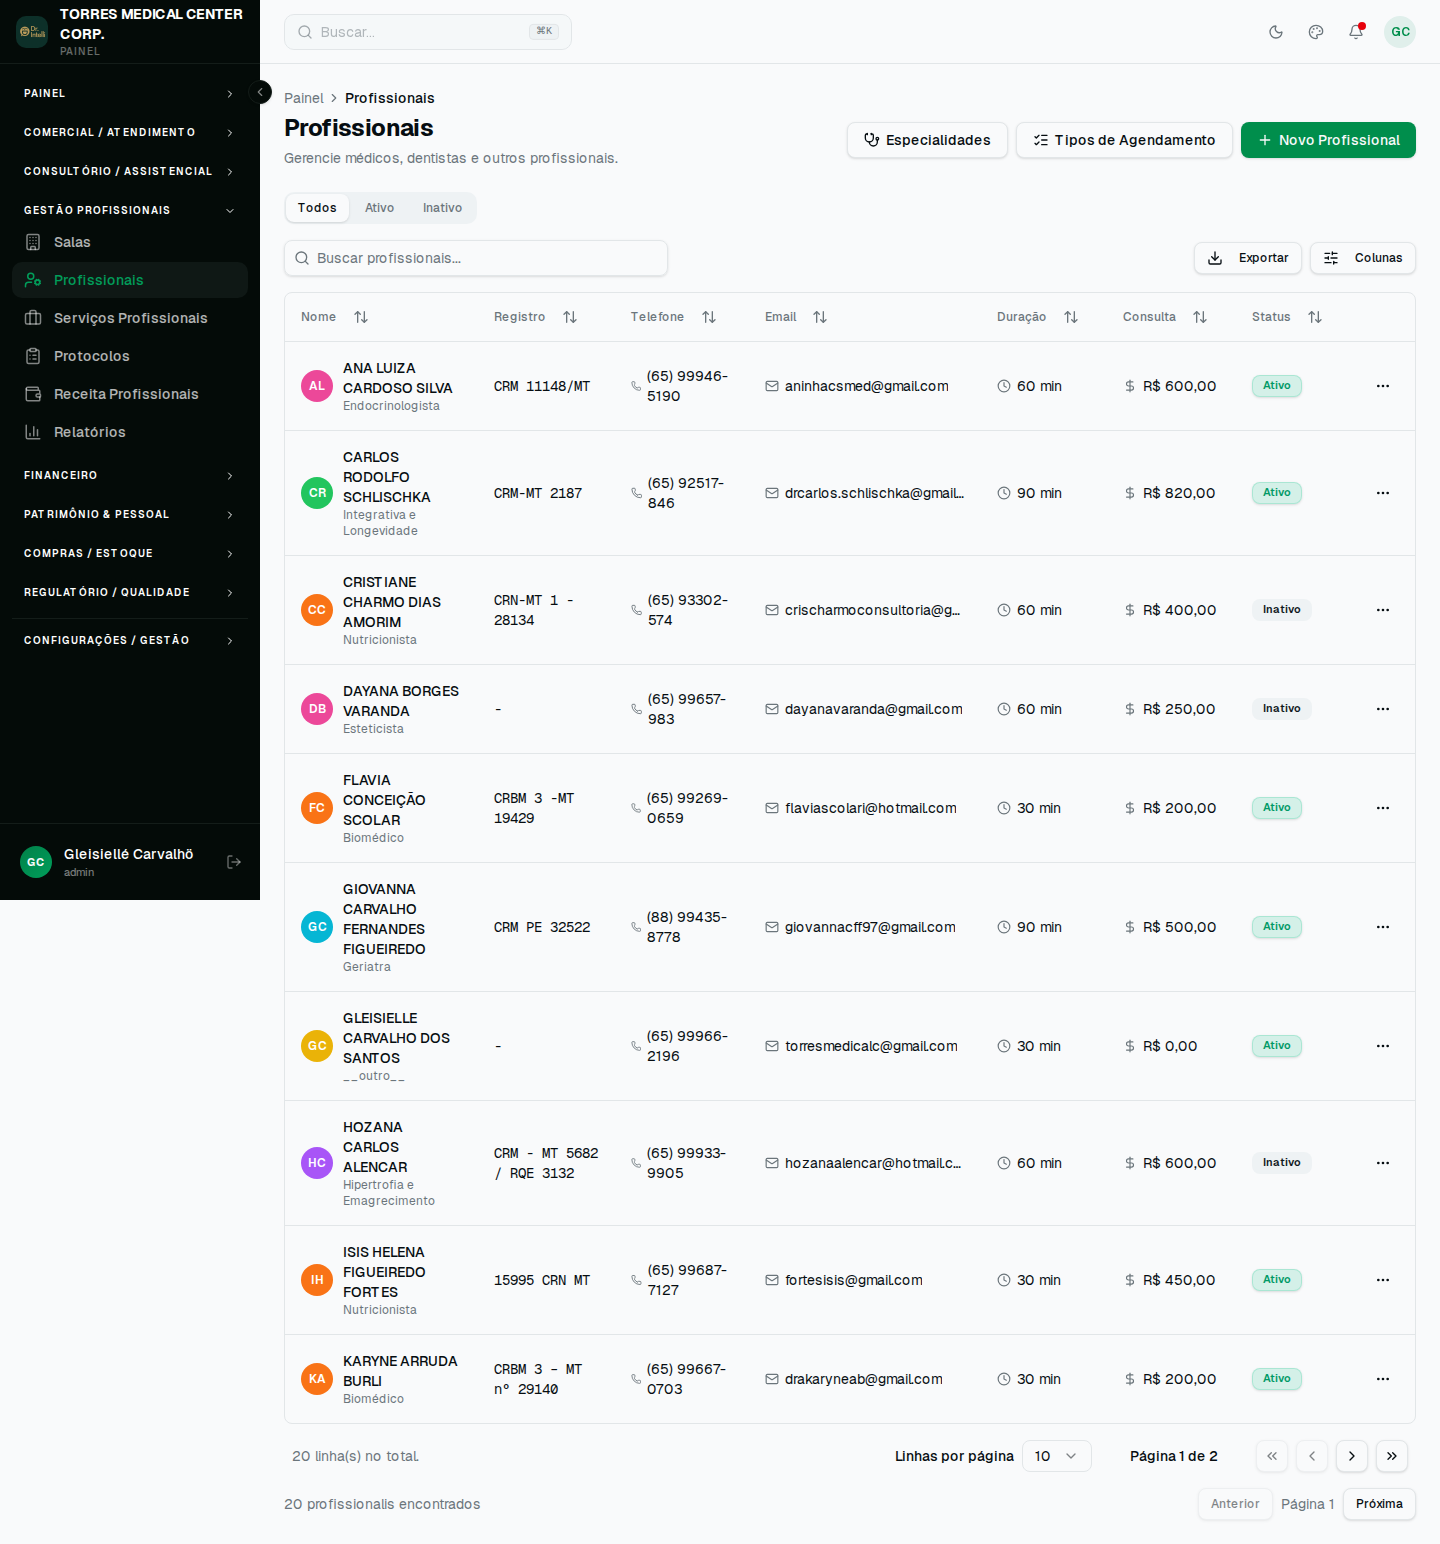 TORRES MEDICAL CENTER
CORP.
PAINEL
Buscar...
⌘K
GC
PAINEL
COMERCIAL / ATENDIMENTO
CONSULTÓRIO / ASSISTENCIAL
GESTÃO PROFISSIONAIS
Salas
Profissionais
Serviços Profissionais
Protocolos
Receita Profissionais
Relatórios
FINANCEIRO
PATRIMÔNIO & PESSOAL
COMPRAS / ESTOQUE
REGULATÓRIO / QUALIDADE
CONFIGURAÇÕES / GESTÃO
GC
Gleisiellé Carvalhö
admin
Painel > Profissionais
Profissionais
Gerencie médicos, dentistas e outros profissionais.
Especialidades
Tipos de Agendamento
Novo Profissional
Todos Ativo Inativo
Buscar profissionais...
Exportar
Colunas
Nome Registro Telefone Email Duração Consulta Status
AL
ANA LUIZA
CARDOSO SILVA
Endocrinologista
CRM 11148/MT
(65) 99946-
5190
aninhacsmed@gmail.com
60 min
R$ 600,00
Ativo
CR
CARLOS
RODOLFO
SCHLISCHKA
Integrativa e
Longevidade
CRM-MT 2187
(65) 92517-
846
drcarlos.schlischka@gmail...
90 min
R$ 820,00
Ativo
CC
CRISTIANE
CHARMO DIAS
AMORIM
Nutricionista
CRN-MT 1 -
28134
(65) 93302-
574
crischarmoconsultoria@g...
60 min
R$ 400,00
Inativo
DB
DAYANA BORGES
VARANDA
Esteticista
-
(65) 99657-
983
dayanavaranda@gmail.com
60 min
R$ 250,00
Inativo
FC
FLAVIA
CONCEIÇÃO
SCOLAR
Biomédico
CRBM 3 -MT
19429
(65) 99269-
0659
flaviascolari@hotmail.com
30 min
R$ 200,00
Ativo
GC
GIOVANNA
CARVALHO
FERNANDES
FIGUEIREDO
Geriatra
CRM PE 32522
(88) 99435-
8778
giovannacff97@gmail.com
90 min
R$ 500,00
Ativo
GC
GLEISIELLE
CARVALHO DOS
SANTOS
__outro__
-
(65) 99966-
2196
torresmedicalc@gmail.com
30 min
R$ 0,00
Ativo
HC
HOZANA
CARLOS
ALENCAR
Hipertrofia e
Emagrecimento
CRM - MT 5682
/ RQE 3132
(65) 99933-
9905
hozanaalencar@hotmail.c...
60 min
R$ 600,00
Inativo
IH
ISIS HELENA
FIGUEIREDO
FORTES
Nutricionista
15995 CRN MT
(65) 99687-
7127
fortesisis@gmail.com
30 min
R$ 450,00
Ativo
KA
KARYNE ARRUDA
BURLI
Biomédico
CRBM 3 – MT
nº 29140
(65) 99667-
0703
drakaryneab@gmail.com
30 min
R$ 200,00
Ativo
20 linha(s) no total.
Linhas por página 10
Página 1 de 2
20 profissionalis encontrados
Anterior Página 1 Próxima